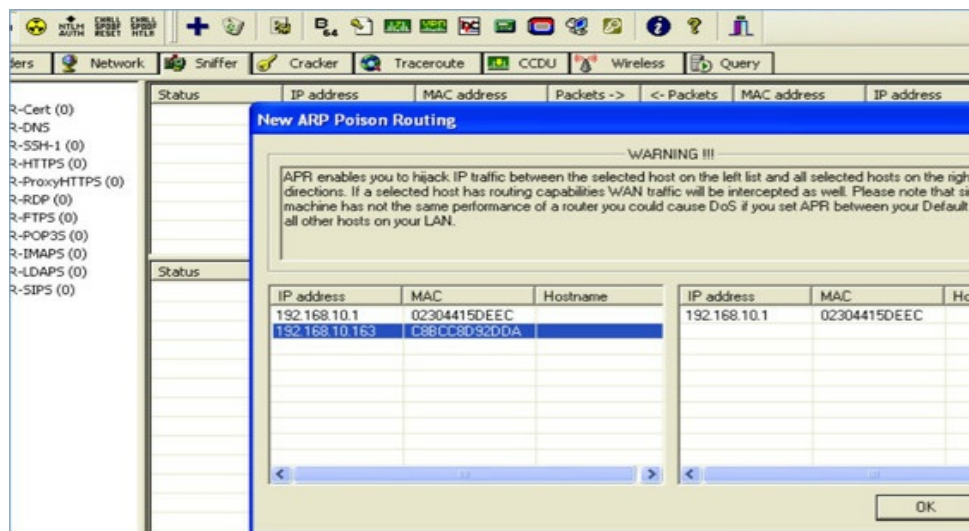 NTLM AUTH CHALL SPOOF RESET CHALL SPOOF NTLM B 64
ders Network Sniffer Cracker Traceroute CCDU Wireless Query
R-Cert (0)
R-DNS
R-SSH-1 (0)
R-HTTPS (0)
R-ProxyHTTPS (0)
R-RDP (0)
R-FTPS (0)
R-POP3S (0)
R-IMAPS (0)
R-LDAPS (0)
R-SIPS (0)
Status IP address MAC address Packets -> <- Packets MAC address IP address
New ARP Poison Routing
WARNING !!!
APR enables you to hijack IP traffic between the selected host on the left list and all selected hosts on the righ
directions. If a selected host has routing capabilities WAN traffic will be intercepted as well. Please note that si
machine has not the same performance of a router you could cause DoS if you set APR between your Default
all other hosts on your LAN.
Status
IP address MAC Hostname
192.168.10.1 02304415DEEC
192.168.10.163 C8BCC8D92DDA
IP address MAC Ho
192.168.10.1 02304415DEEC
OK